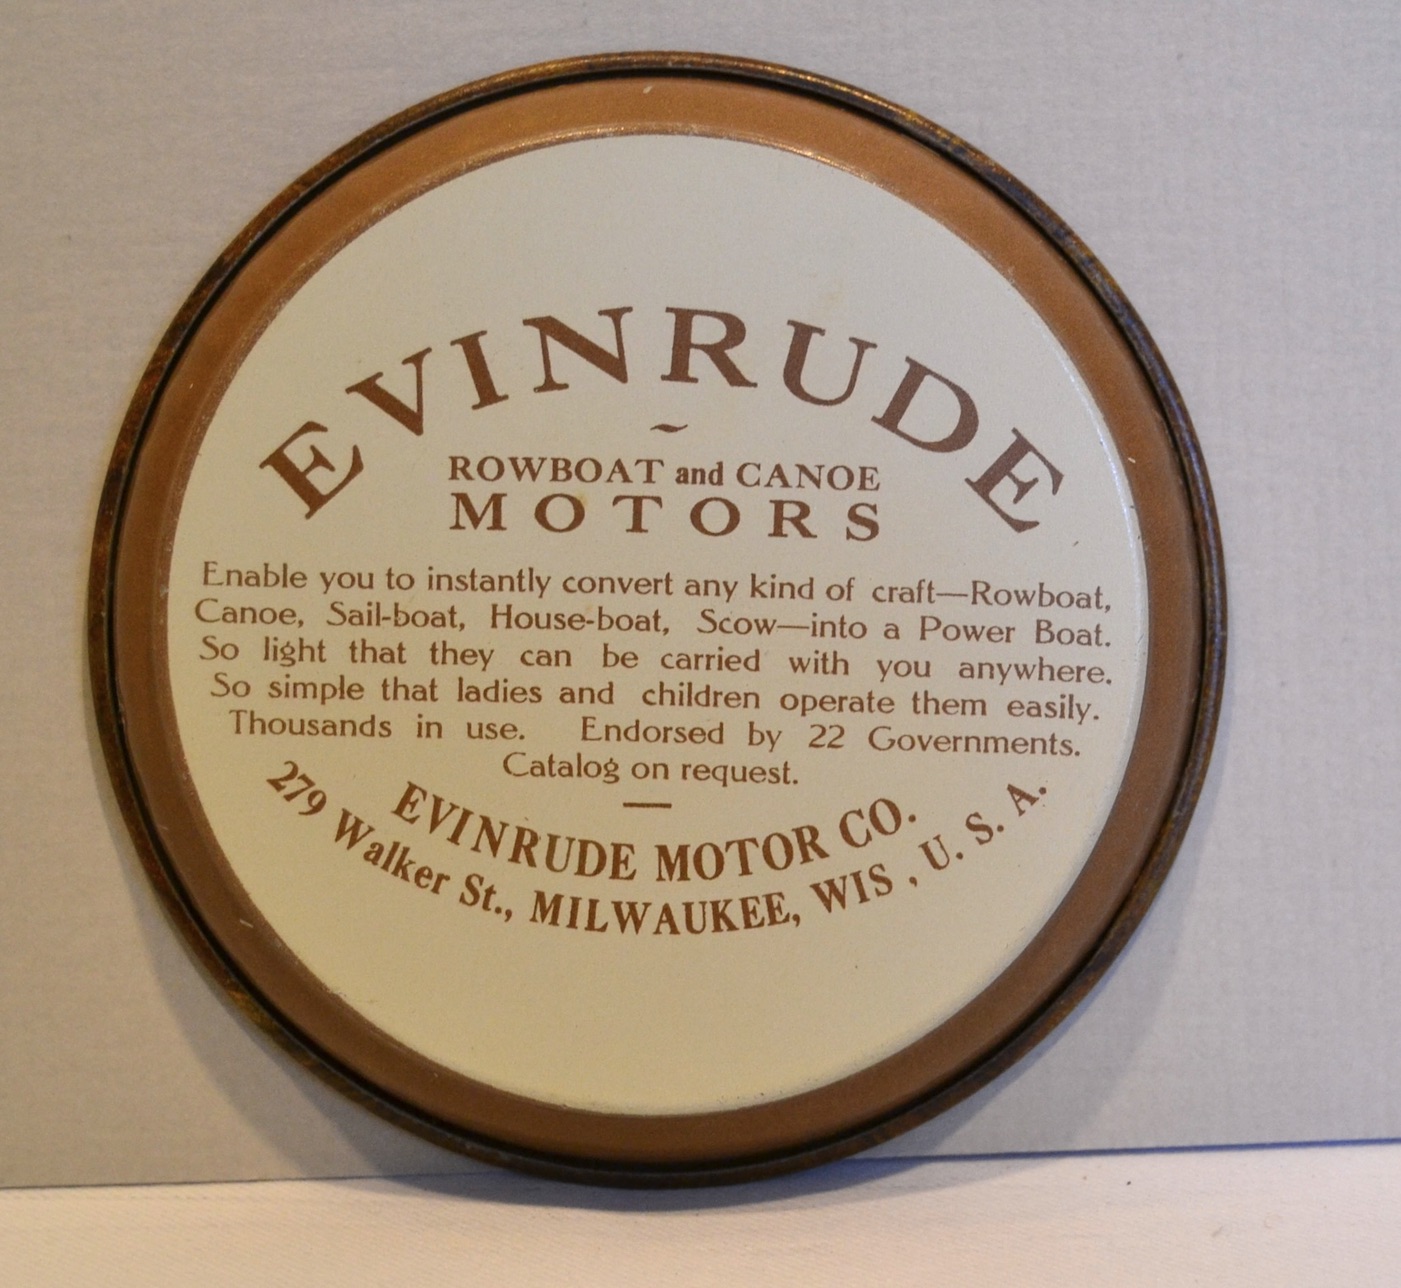 EVINRUDE
~
ROWBOAT and CANOE
MOTORS
Enable you to instantly convert any kind of craft—Rowboat,
Canoe, Sail-boat, House-boat, Scow—into a Power Boat.
So light that they can be carried with you anywhere.
So simple that ladies and children operate them easily.
Thousands in use. Endorsed by 22 Governments.
Catalog on request.
—
EVINRUDE MOTOR CO.
279 Walker St., MILWAUKEE, WIS , U. S. A.